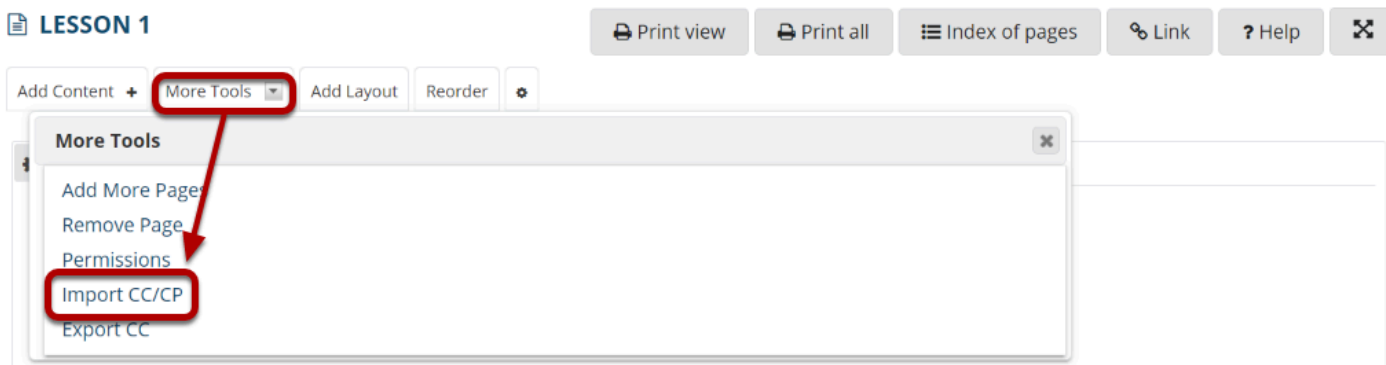 LESSON 1
Print view
Print all
Index of pages
Link
? Help
Add Content +
More Tools
Add Layout
Reorder
More Tools
Add More Pages
Remove Page
Permissions
Import CC/CP
Export CC